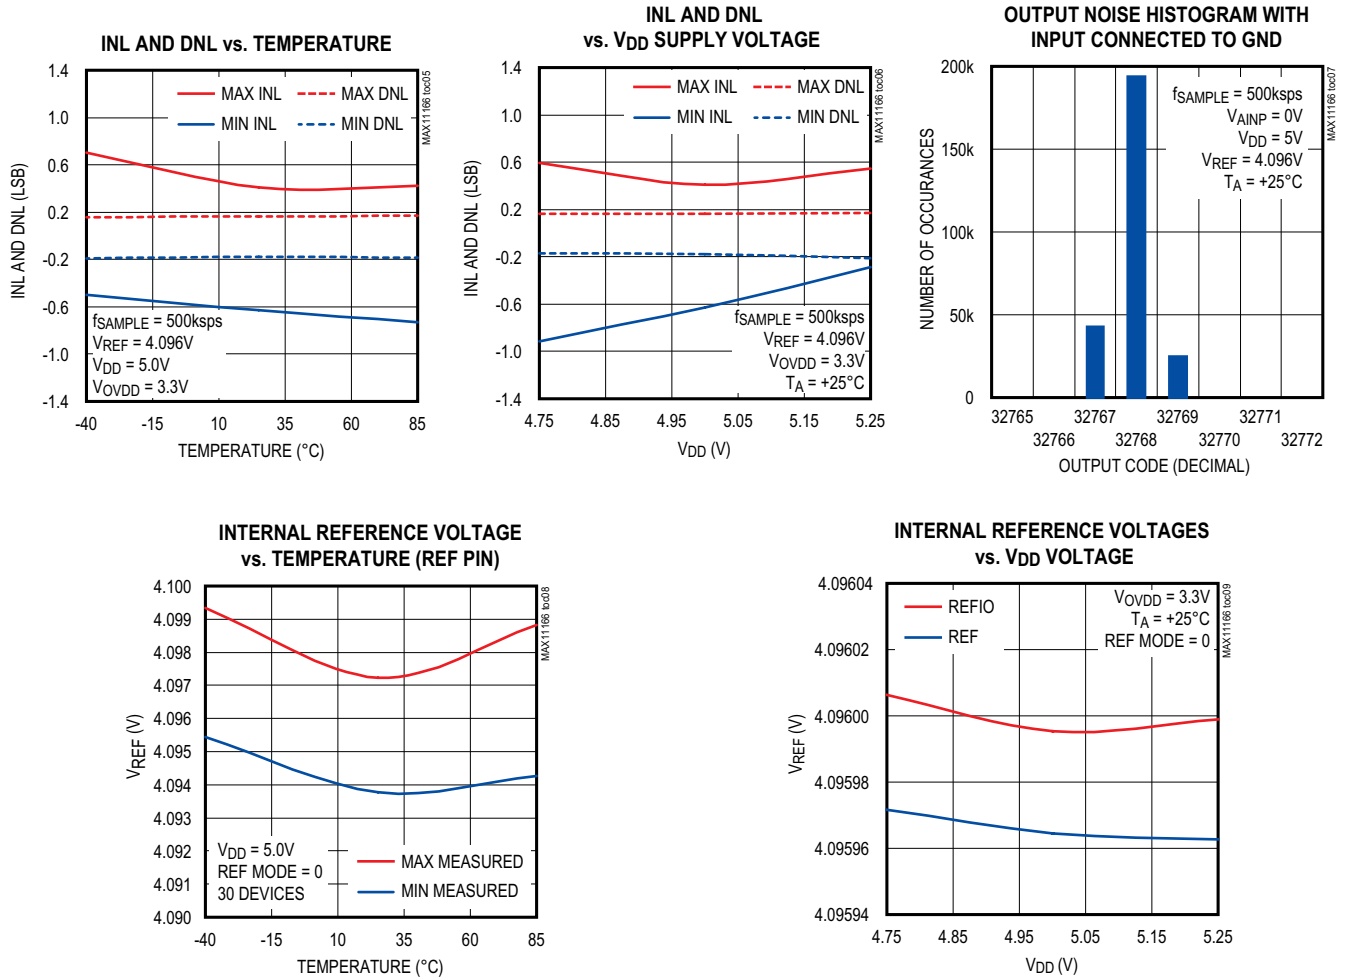 INL AND DNL vs. TEMPERATURE
1.4
1.0
0.6
0.2
-0.2
-0.6
-1.0
-1.4
INL AND DNL (LSB)
MAX INL
MAX DNL
MIN INL
MIN DNL
fSAMPLE = 500ksps
VREF = 4.096V
VDD = 5.0V
VOVDD = 3.3V
-40 -15 10 35 60 85
TEMPERATURE (°C)
MAX11166 toc05
INL AND DNL
vs. VDD SUPPLY VOLTAGE
1.4
1.0
0.6
0.2
-0.2
-0.6
-1.0
-1.4
INL AND DNL (LSB)
MAX INL
MAX DNL
MIN INL
MIN DNL
fSAMPLE = 500ksps
VREF = 4.096V
VOVDD = 3.3V
TA = +25°C
4.75 4.85 4.95 5.05 5.15 5.25
VDD (V)
MAX11166 toc06
OUTPUT NOISE HISTOGRAM WITH
INPUT CONNECTED TO GND
200k
150k
100k
50k
0
NUMBER OF OCCURANCES
fSAMPLE = 500ksps
VAINP = 0V
VDD = 5V
VREF = 4.096V
TA = +25°C
32765 32767 32769 32771
32766 32768 32770 32772
OUTPUT CODE (DECIMAL)
MAX11166 toc07
INTERNAL REFERENCE VOLTAGE
vs. TEMPERATURE (REF PIN)
4.100
4.099
4.098
4.097
4.096
4.095
4.094
4.093
4.092
4.091
4.090
VREF (V)
VDD = 5.0V
REF MODE = 0
30 DEVICES
MAX MEASURED
MIN MEASURED
-40 -15 10 35 60 85
TEMPERATURE (°C)
MAX11166 toc08
INTERNAL REFERENCE VOLTAGES
vs. VDD VOLTAGE
4.09604
4.09602
4.09600
4.09598
4.09596
4.09594
VREF (V)
REFIO
REF
VOVDD = 3.3V
TA = +25°C
REF MODE = 0
4.75 4.85 4.95 5.05 5.15 5.25
VDD (V)
MAX11166 toc09